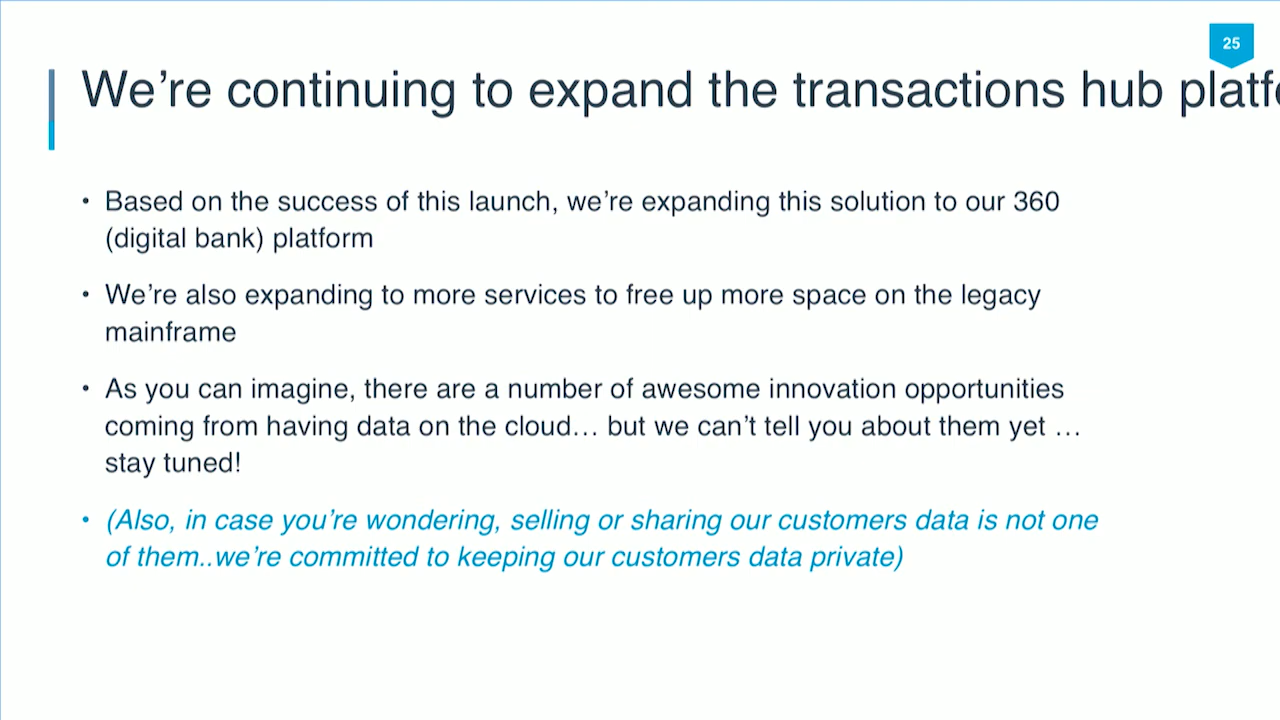 25
We’re continuing to expand the transactions hub
• Based on the success of this launch, we’re expanding this solution to our 360
(digital bank) platform
• We’re also expanding to more services to free up more space on the legacy
mainframe
• As you can imagine, there are a number of awesome innovation opportunities
coming from having data on the cloud… but we can’t tell you about them yet …
stay tuned!
• (Also, in case you’re wondering, selling or sharing our customers data is not one
of them..we’re committed to keeping our customers data private)